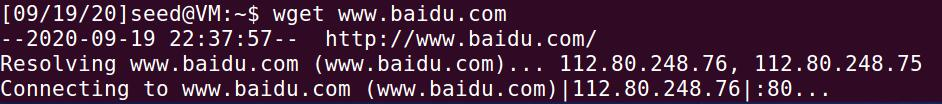 [09/19/20]seed@VM:~$ wget www.baidu.com
--2020-09-19 22:37:57--  http://www.baidu.com/
Resolving www.baidu.com (www.baidu.com)... 112.80.248.76, 112.80.248.75
Connecting to www.baidu.com (www.baidu.com)|112.80.248.76|:80...